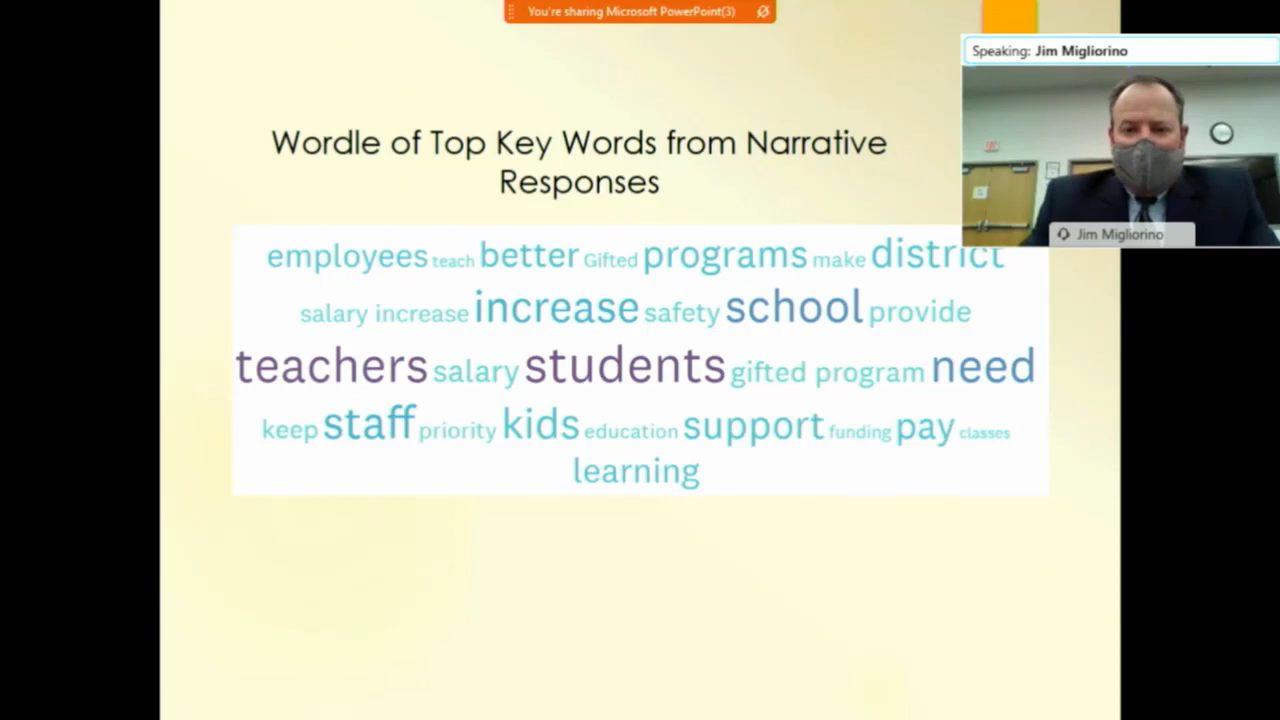 You're sharing Microsoft PowerPoint(3)
Speaking: Jim Migliorino
Jim Migliorino
Wordle of Top Key Words from Narrative
Responses
employees teach better Gifted programs make district
salary increase increase safety school provide
teachers salary students gifted program need
keep staff priority kids education support funding pay classes
learning